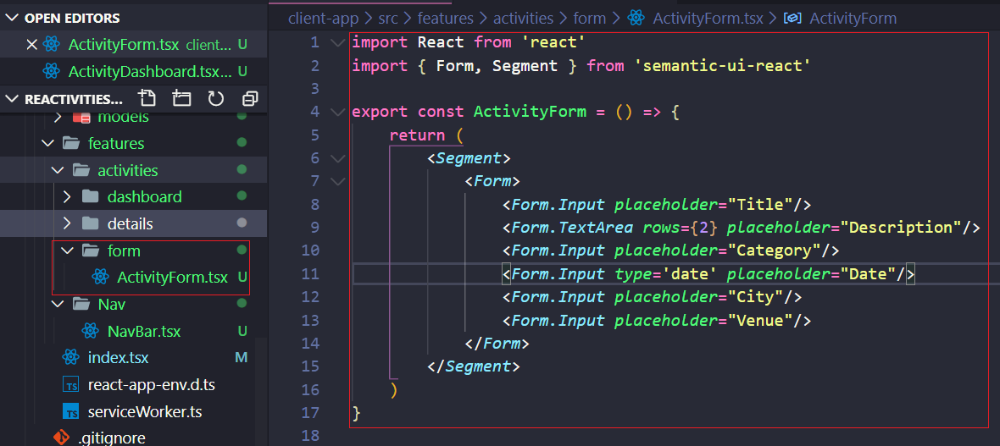 OPEN EDITORS
ActivityForm.tsx client... U
ActivityDashboard.tsx... U
REACTIVITIES...
models
features
activities
dashboard
details
form
ActivityForm.tsx U
Nav
NavBar.tsx U
index.tsx M
TS react-app-env.d.ts
TS serviceWorker.ts
.gitignore
client-app > src > features > activities > form > ActivityForm.tsx > ActivityForm
1 import React from 'react'
2 import { Form, Segment } from 'semantic-ui-react'
3
4 export const ActivityForm = () => {
5 return (
6 <Segment>
7 <Form>
8 <Form.Input placeholder="Title"/>
9 <Form.TextArea rows={2} placeholder="Description"/>
10 <Form.Input placeholder="Category"/>
11 <Form.Input type='date' placeholder="Date"/>
12 <Form.Input placeholder="City"/>
13 <Form.Input placeholder="Venue"/>
14 </Form>
15 </Segment>
16 )
17 }
18